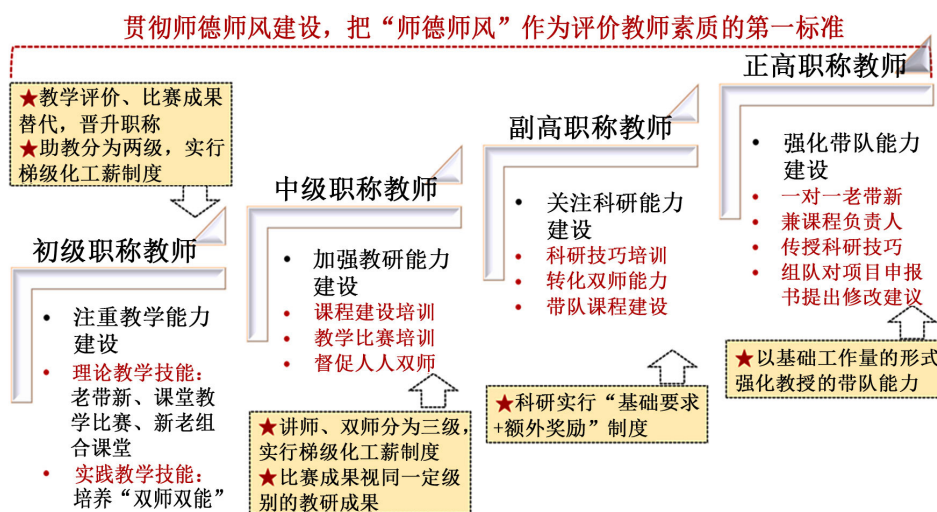 贯彻师德师风建设，把“师德师风”作为评价教师素质的第一标准
★教学评价、比赛成果
替代，晋升职称
★助教分为两级，实行
梯级化工薪制度
初级职称教师
• 注重教学能力
建设
• 理论教学技能：
老带新、课堂教
学比赛、新老组
合课堂
• 实践教学技能：
培养“双师双能”
中级职称教师
• 加强教研能力
建设
• 课程建设培训
• 教学比赛培训
• 督促人人双师
★讲师、双师分为三级，
实行梯级化工薪制度
★比赛成果视同一定级
别的教研成果
副高职称教师
• 关注科研能力
建设
• 科研技巧培训
• 转化双师能力
• 带队课程建设
★科研实行“基础要求
+额外奖励”制度
正高职称教师
• 强化带队能力
建设
• 一对一老带新
• 兼课程负责人
• 传授科研技巧
• 组队对项目申报
书提出修改建议
★以基础工作量的形式
强化教授的带队能力